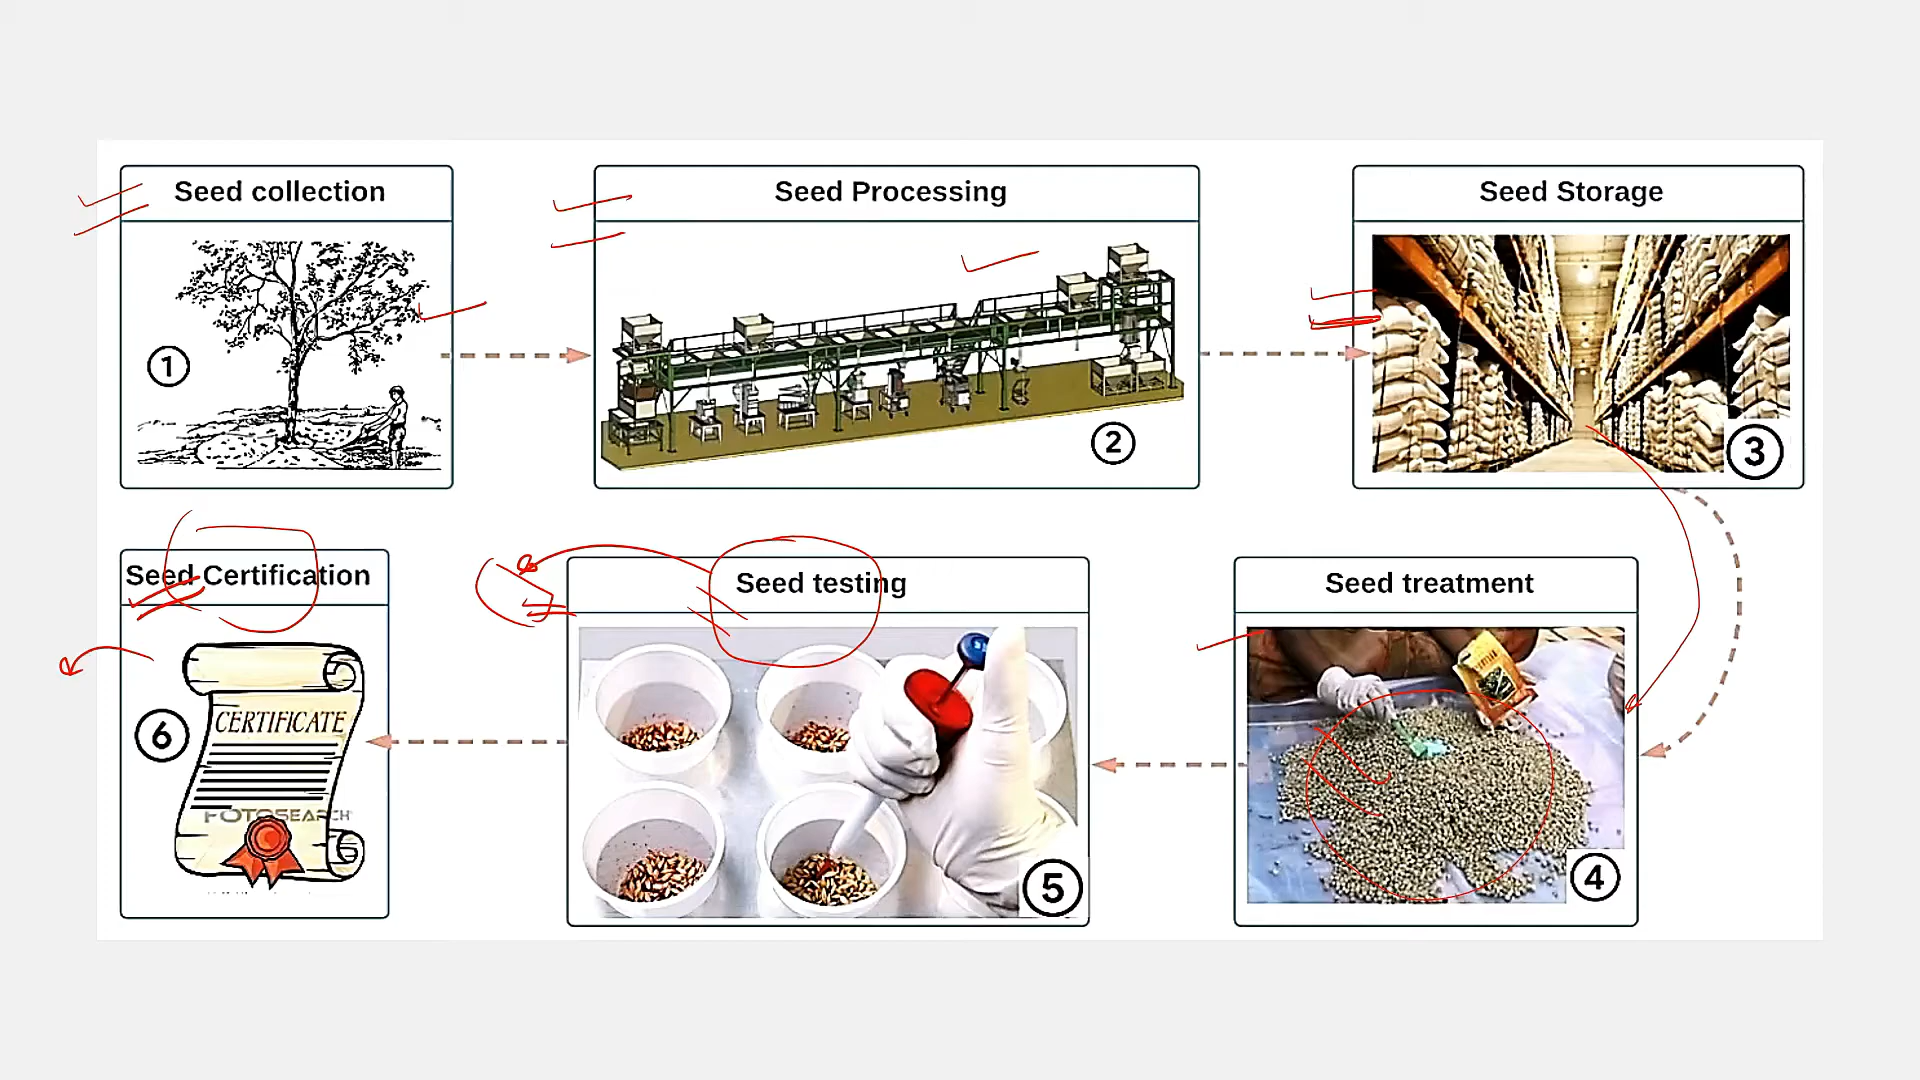 Seed collection
1
Seed Processing
2
Seed Storage
3
Seed treatment
4
Seed testing
5
Seed Certification
6
CERTIFICATE
FOTOSEARCH